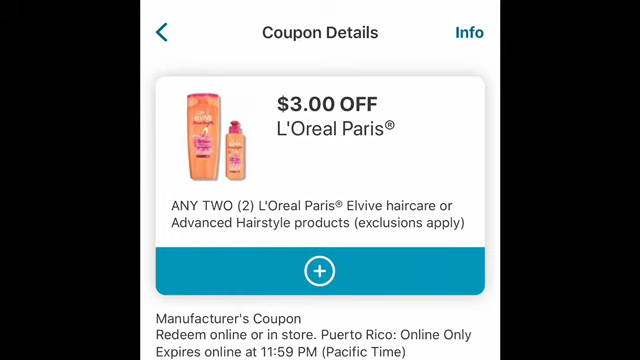 Coupon Details
Info
$3.00 OFF
L'Oreal Paris®
ELVIVE
ANY TWO (2) L'Oreal Paris® Elvive haircare or
Advanced Hairstyle products (exclusions apply)
Manufacturer's Coupon
Redeem online or in store. Puerto Rico: Online Only
Expires online at 11:59 PM (Pacific Time)